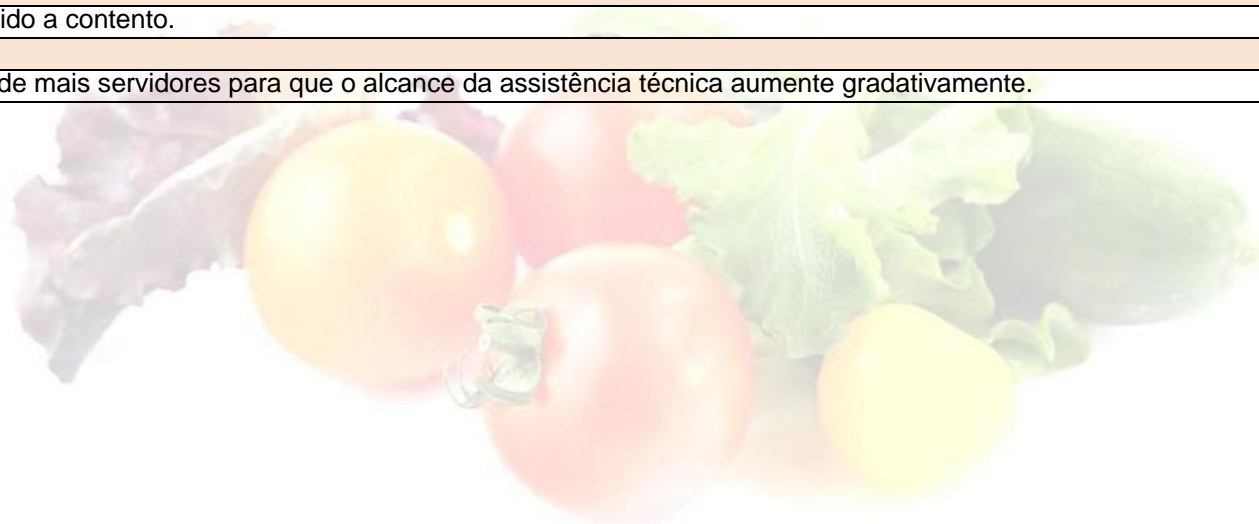 ido a contento.
de mais servidores para que o alcance da assistência técnica aumente gradativamente.